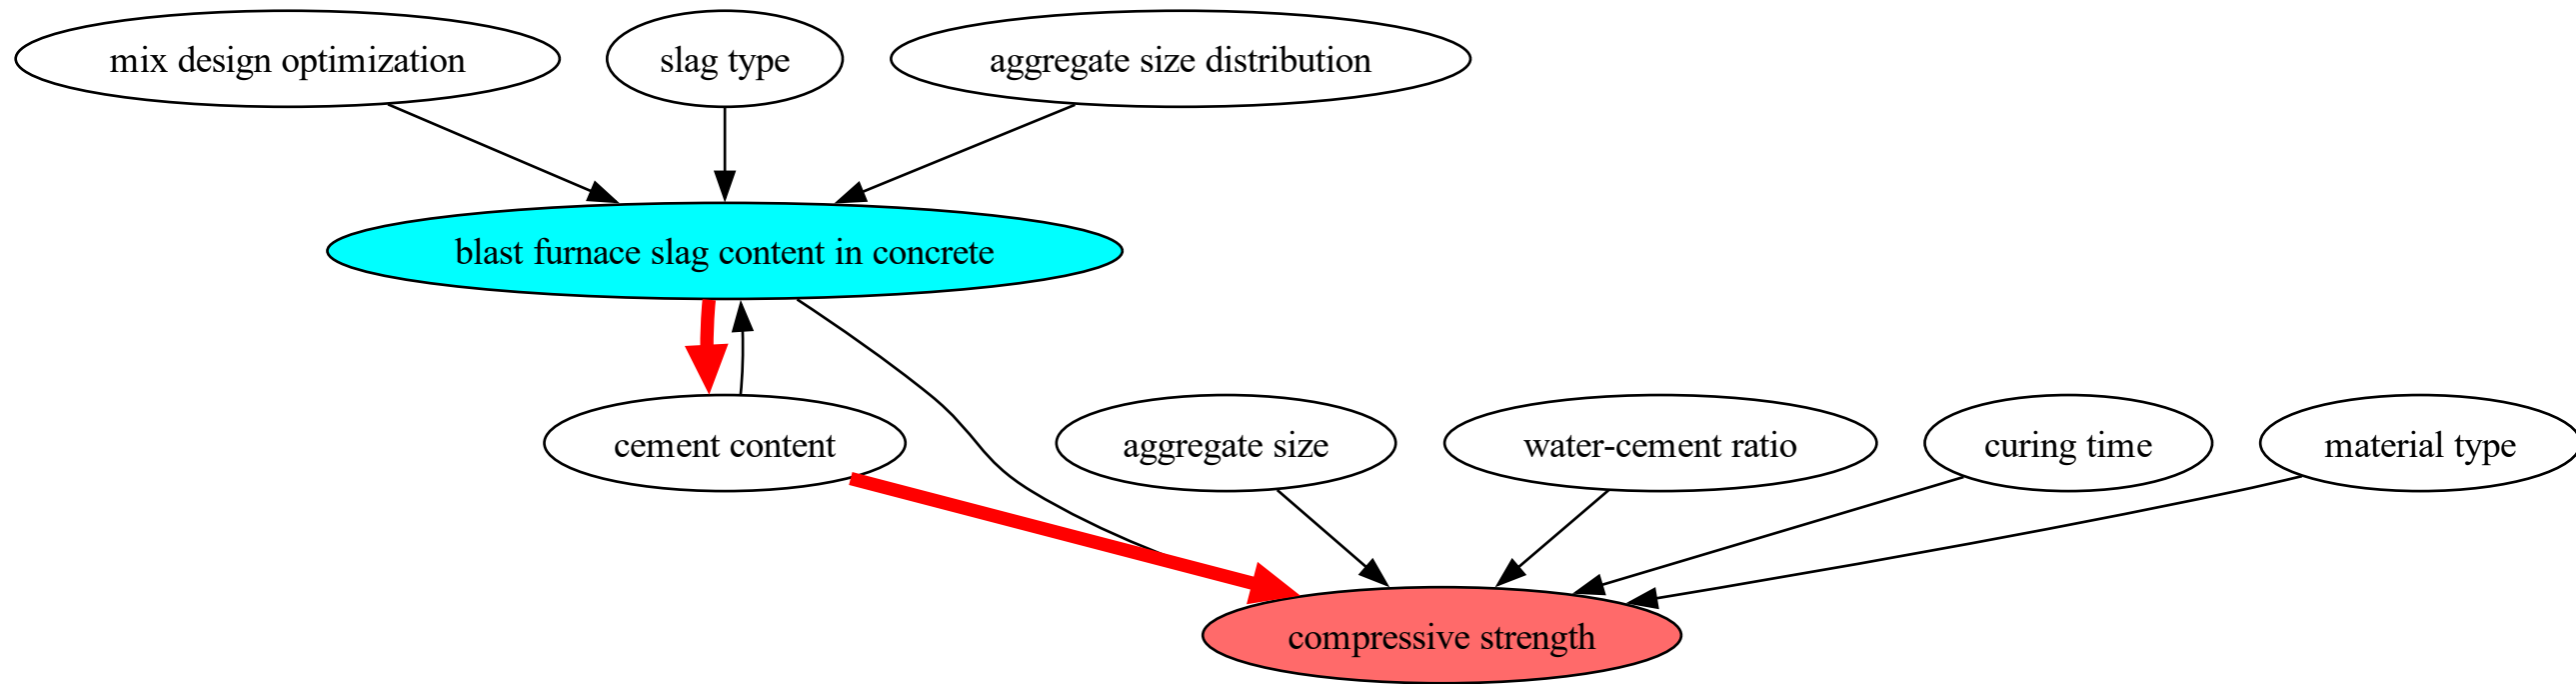 mix design optimization
slag type
aggregate size distribution
blast furnace slag content in concrete
cement content
aggregate size
water-cement ratio
curing time
material type
compressive strength